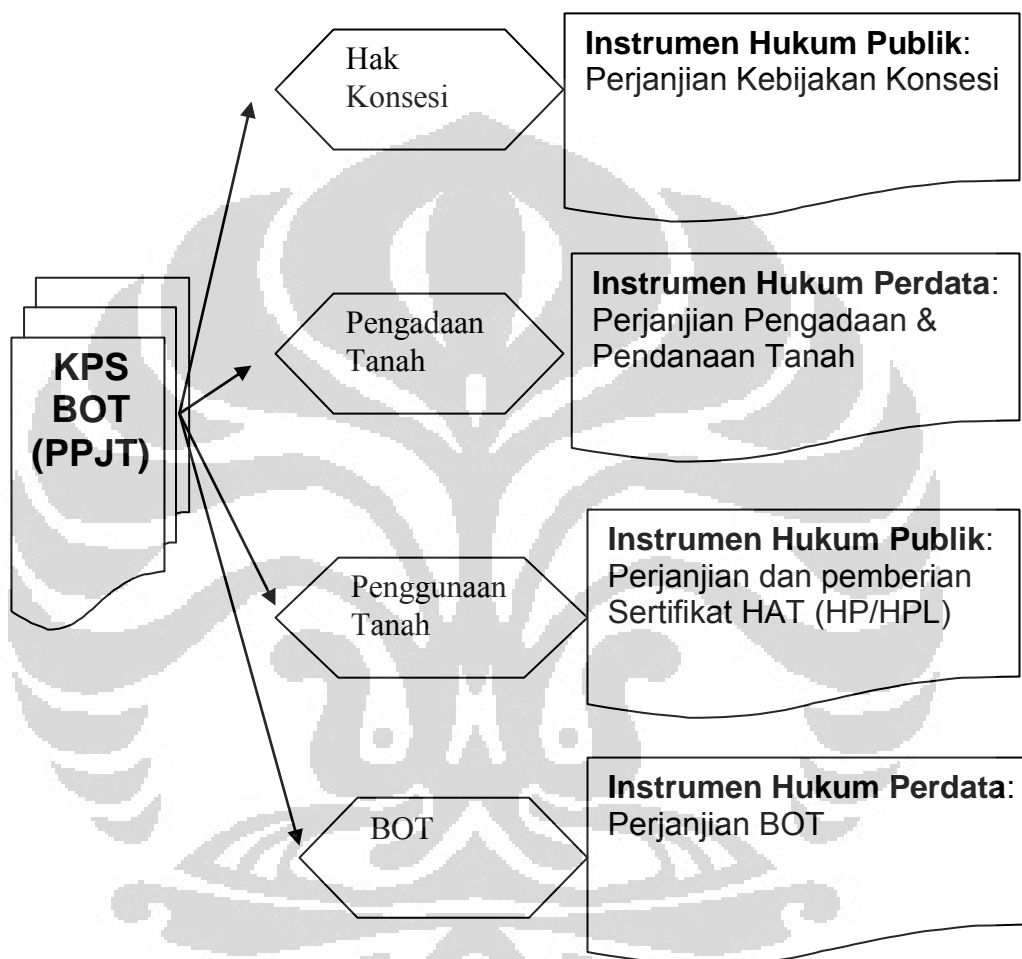 Hak
Konsesi
Instrumen Hukum Publik:
Perjanjian Kebijakan Konsesi
KPS
BOT
(PPJT)
Pengadaan
Tanah
Instrumen Hukum Perdata:
Perjanjian Pengadaan &
Pendanaan Tanah
Penggunaan
Tanah
Instrumen Hukum Publik:
Perjanjian dan pemberian
Sertifikat HAT (HP/HPL)
BOT
Instrumen Hukum Perdata:
Perjanjian BOT